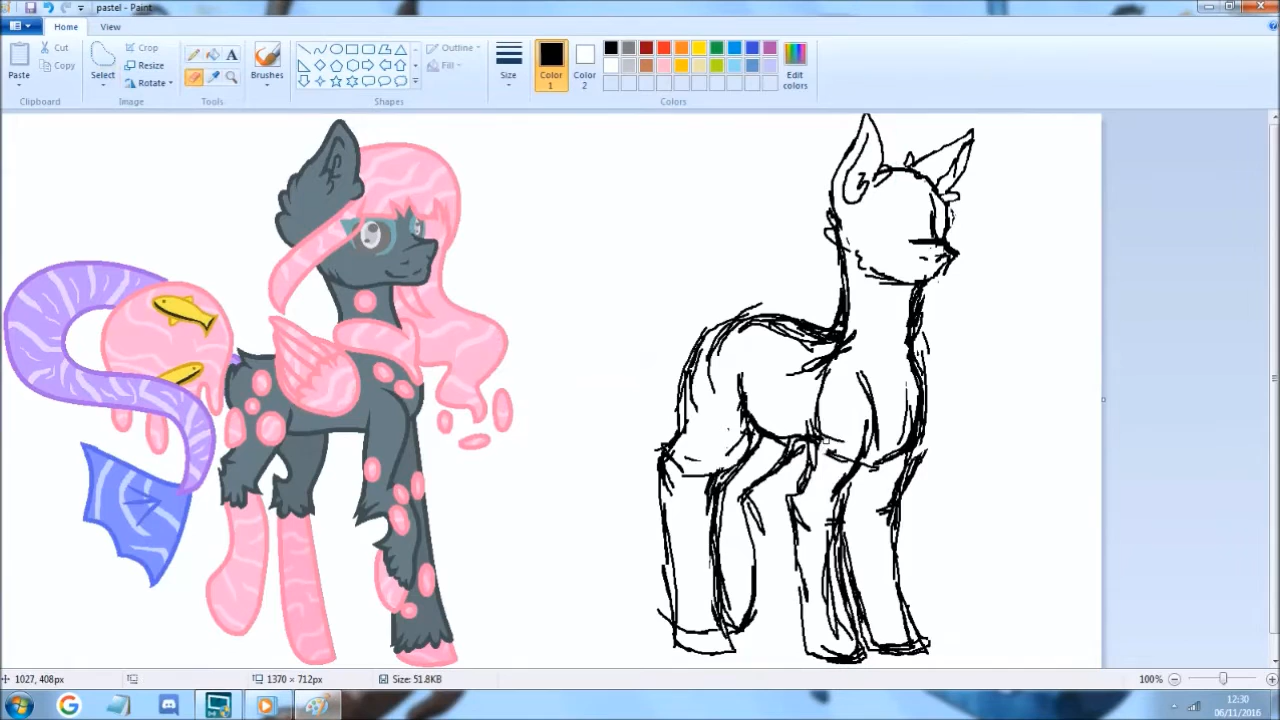 pastel - Paint
Home View
Paste
Cut
Copy
Clipboard
Select
Crop
Resize
Rotate
Image
A
Tools
Brushes
Outline
Fill
Shapes
Size
Color 1
Color 2
Edit colors
Colors
1027, 408px
1370 × 712px
Size: 51.8KB
100%
12:30
06/11/2016